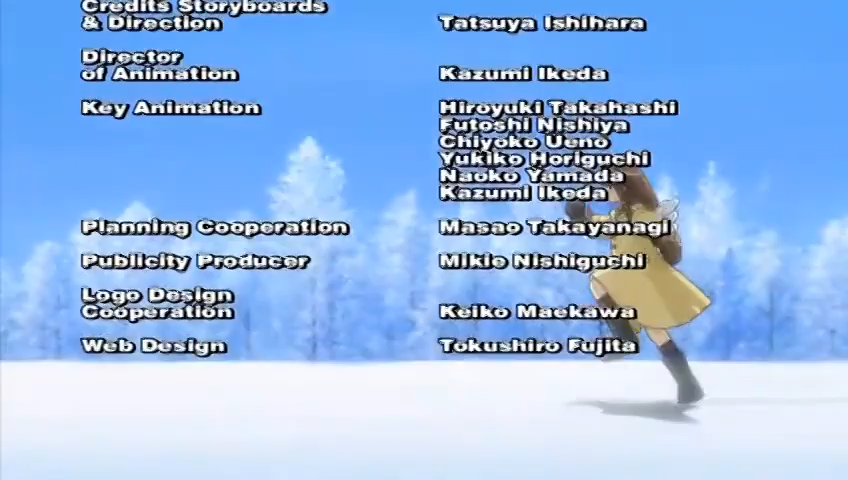 Credits Storyboards
& Direction Tatsuya Ishihara
Director
of Animation Kazumi Ikeda
Key Animation Hiroyuki Takahashi
Futoshi Nishiya
Chiyoko Ueno
Yukiko Horiguchi
Naoko Yamada
Kazumi Ikeda
Planning Cooperation Masao Takayanagi
Publicity Producer Mikio Nishiguchi
Logo Design
Cooperation Keiko Maekawa
Web Design Tokushiro Fujita